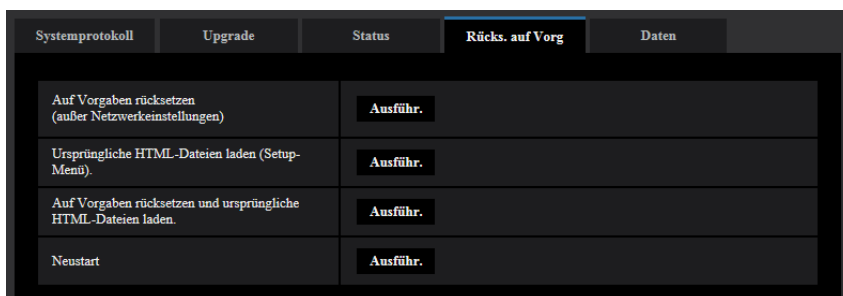 Systemprotokoll Upgrade Status Rücks. auf Vorg Daten
Auf Vorgaben rücksetzen
(außer Netzwerkeinstellungen)
Ausführ.
Ursprüngliche HTML-Dateien laden (Setup-
Menü).
Ausführ.
Auf Vorgaben rücksetzen und ursprüngliche
HTML-Dateien laden.
Ausführ.
Neustart
Ausführ.